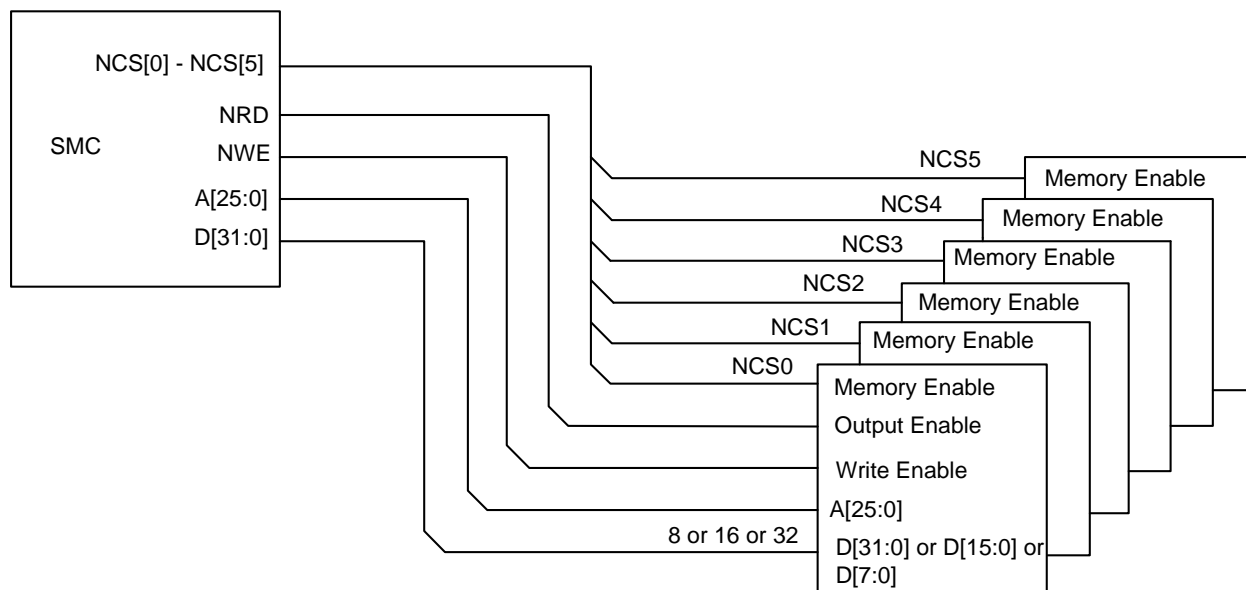 NCS[0] - NCS[5]
NRD
SMC
NWE
A[25:0]
D[31:0]
NCS5
Memory Enable
NCS4
Memory Enable
NCS3
Memory Enable
NCS2
Memory Enable
NCS1
Memory Enable
NCS0
Memory Enable
Output Enable
Write Enable
A[25:0]
8 or 16 or 32
D[31:0] or D[15:0] or
D[7:0]